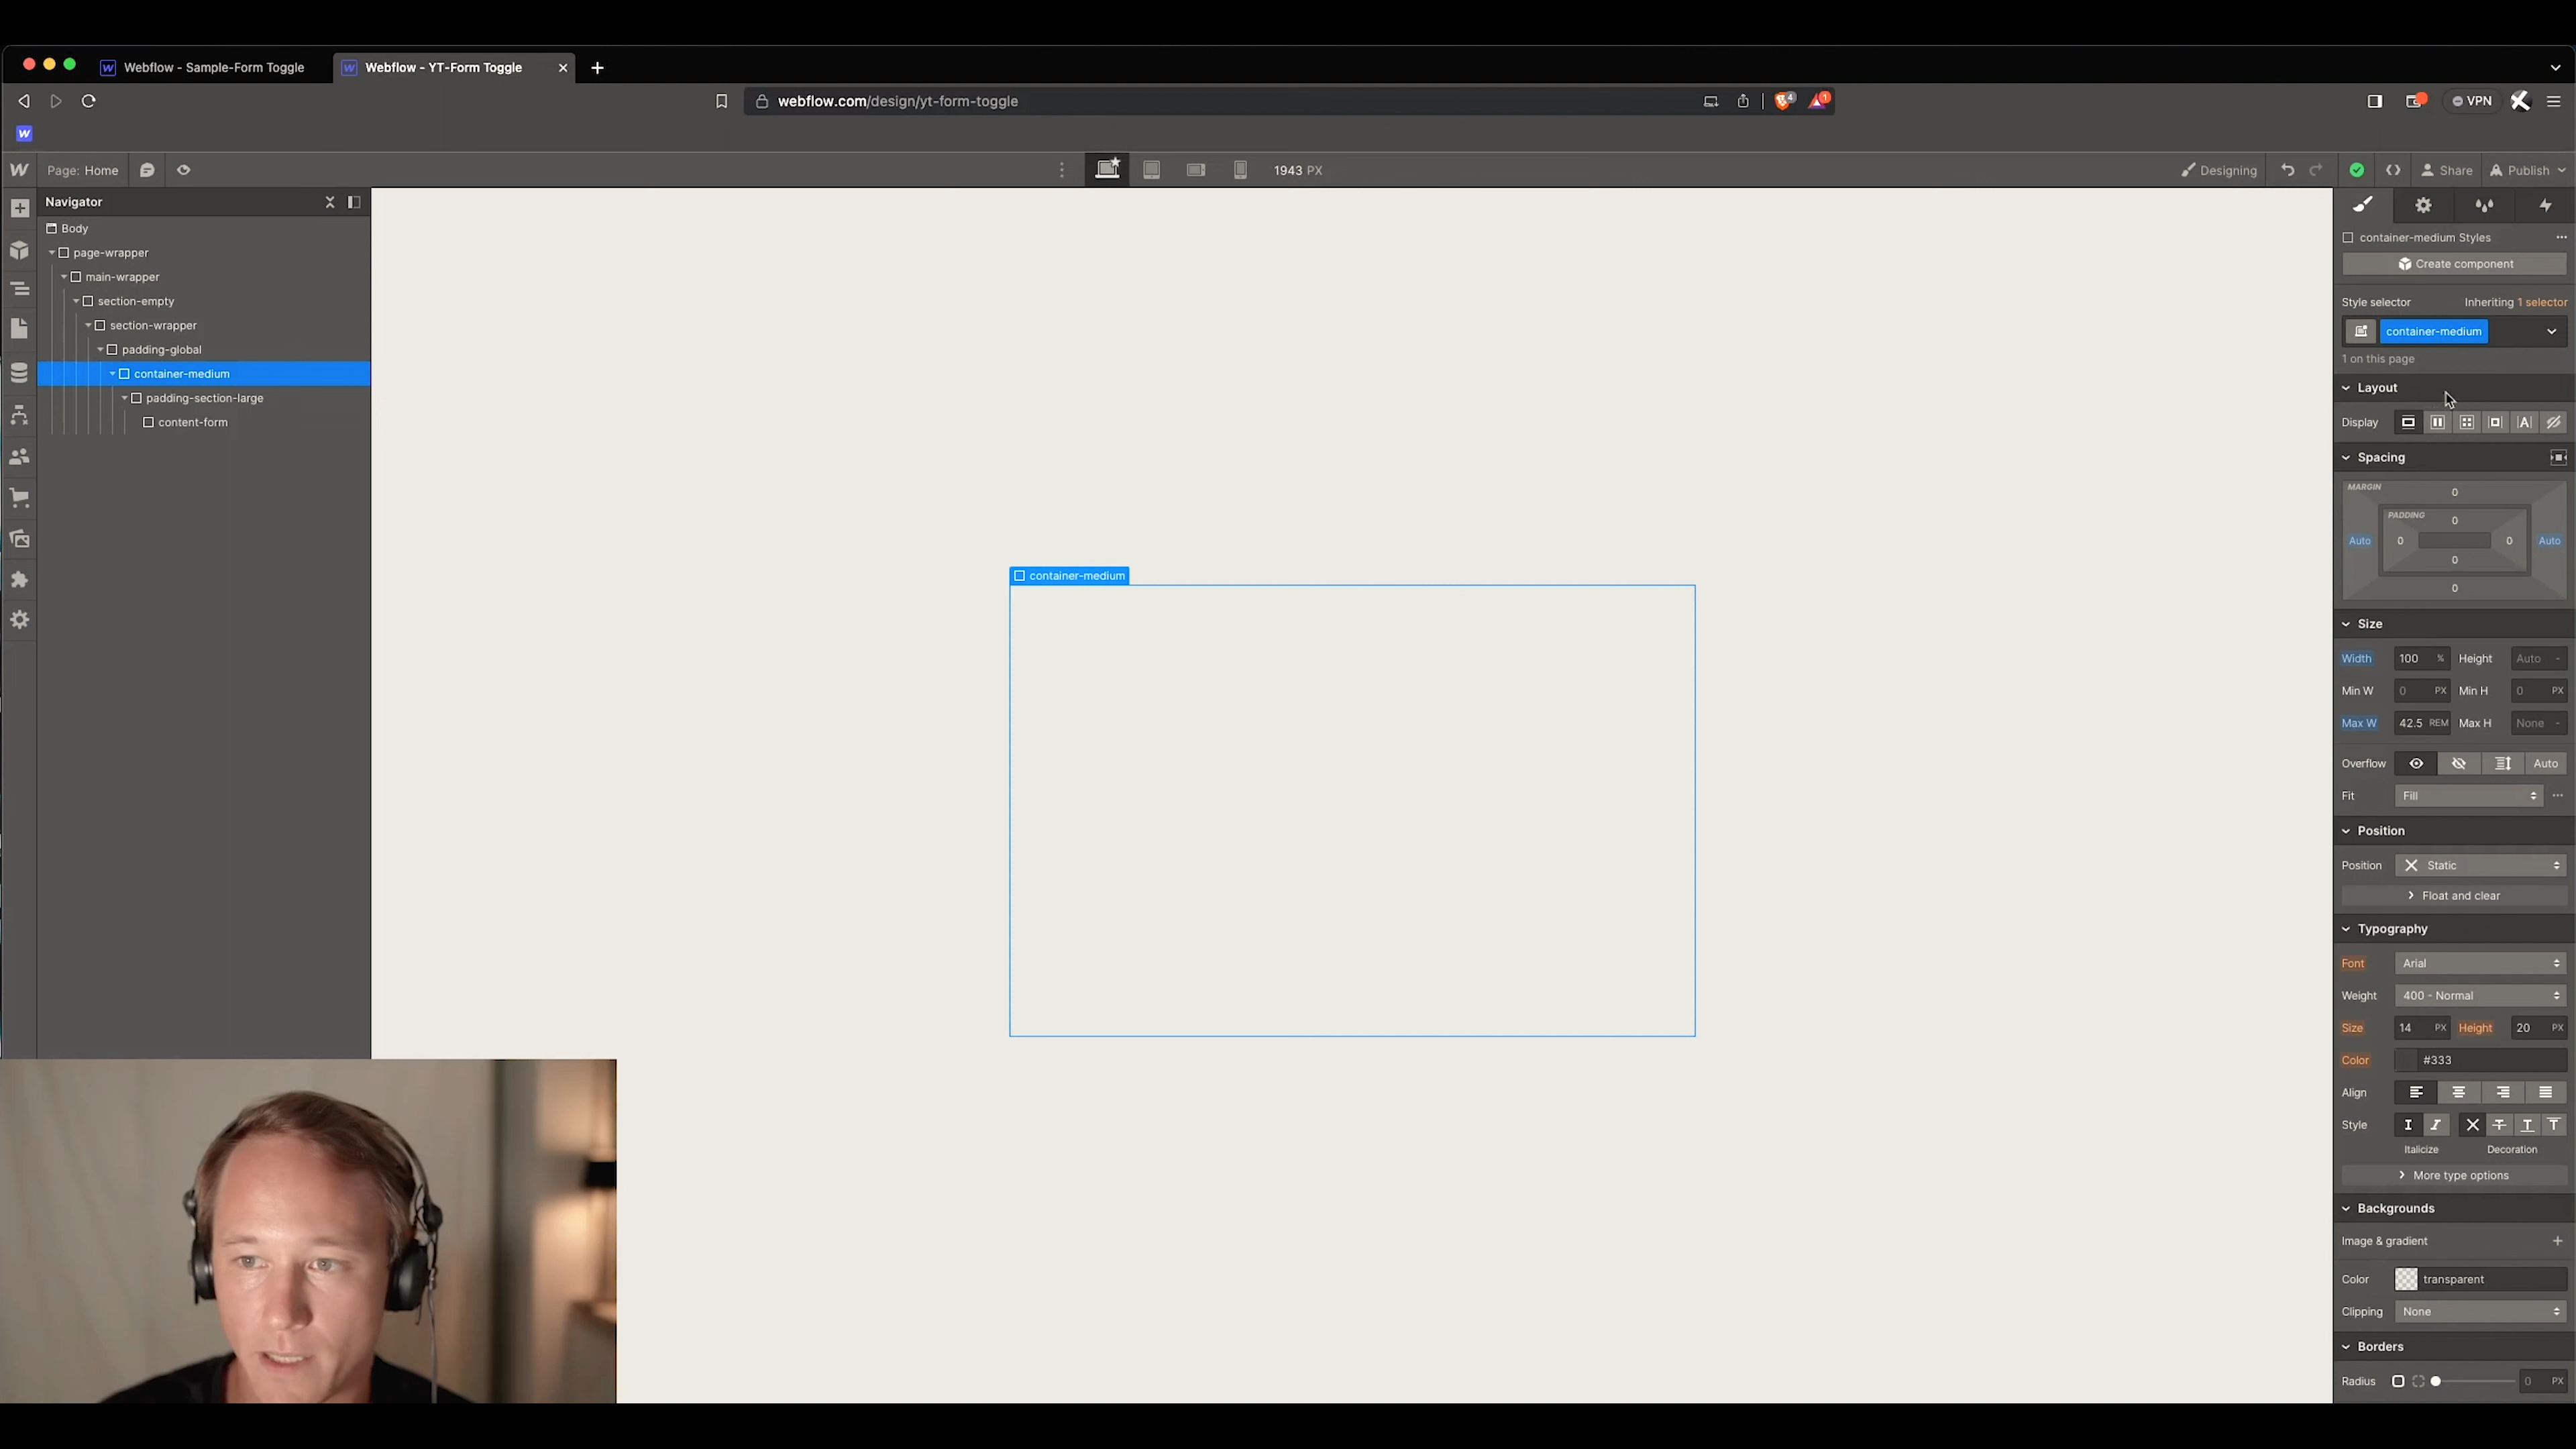 Webflow - Sample-Form Toggle
Webflow - YT-Form Toggle
webflow.com/design/yt-form-toggle
4
1
VPN
Page: Home
1943 PX
Designing
Share
Publish
Navigator
Body
page-wrapper
main-wrapper
section-empty
section-wrapper
padding-global
container-medium
padding-section-large
content-form
container-medium
container-medium Styles
Create component
Style selector
Inheriting 1 selector
container-medium
1 on this page
Layout
Display
Spacing
MARGIN
0
PADDING
0
Auto
0
0
Auto
0
0
Size
Width 100 % Height Auto -
Min W 0 PX Min H 0 PX
Max W 42.5 REM Max H None -
Overflow Auto
Fit Fill
Position
Position Static
Float and clear
Typography
Font Arial
Weight 400 - Normal
Size 14 PX Height 20 PX
Color #333
Align
Style
Italicize Decoration
More type options
Backgrounds
Image & gradient
Color transparent
Clipping None
Borders
Radius 0 PX